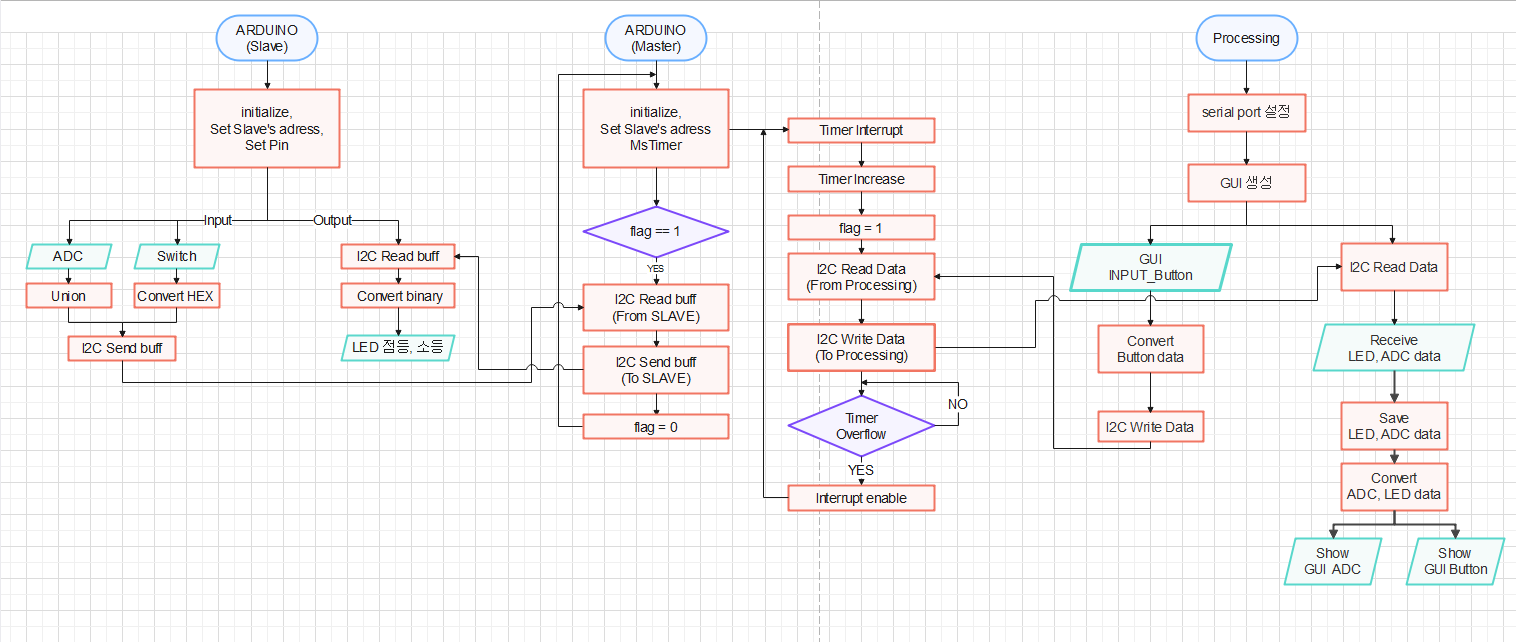 ARDUINO
(Slave)
initialize,
Set Slave's adress,
Set Pin
Input
Output
ADC
Switch
I2C Read buff
Union
Convert HEX
Convert binary
I2C Send buff
LED 점등, 소등
ARDUINO
(Master)
initialize,
Set Slave's adress
MsTimer
flag == 1
YES
I2C Read buff
(From SLAVE)
I2C Send buff
(To SLAVE)
flag = 0
Timer Interrupt
Timer Increase
flag = 1
I2C Read Data
(From Processing)
I2C Write Data
(To Processing)
Timer
Overflow
NO
YES
Interrupt enable
Processing
serial port 설정
GUI 생성
GUI
INPUT_Button
Convert
Button data
I2C Write Data
I2C Read Data
Receive
LED, ADC data
Save
LED, ADC data
Convert
ADC, LED data
Show
GUI ADC
Show
GUI Button